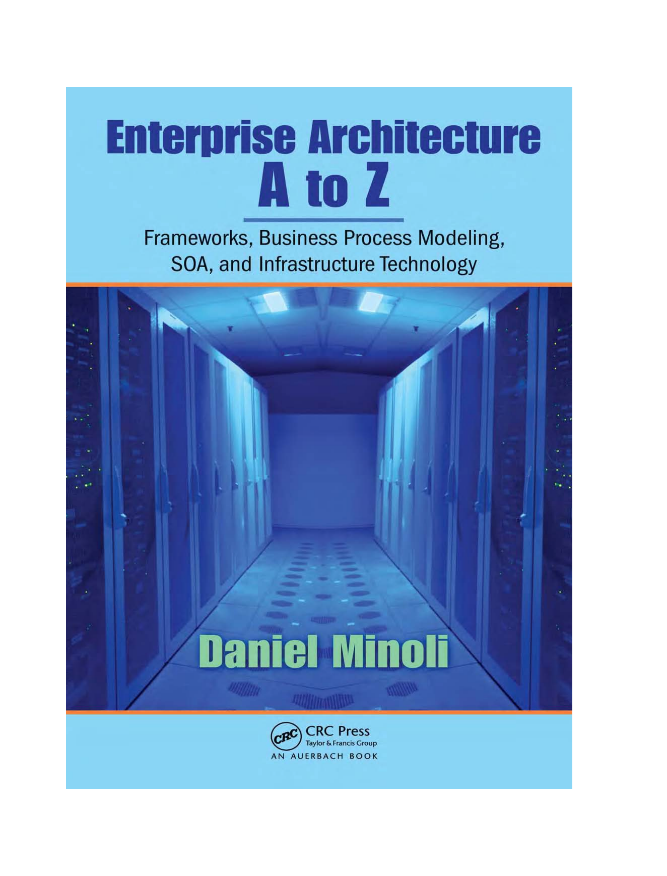 Enterprise Architecture
A to Z
Frameworks, Business Process Modeling,
SOA, and Infrastructure Technology
Daniel Minoli
CRC CRC Press
Taylor & Francis Group
AN AUERBACH BOOK